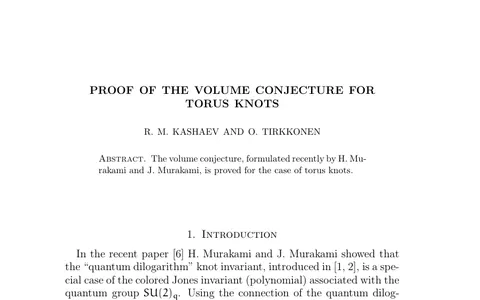 PROOF OF THE VOLUME CONJECTURE FOR
TORUS KNOTS
R. M. KASHAEV AND O. TIRKKONEN
Abstract. The volume conjecture, formulated recently by H. Mu-
rakami and J. Murakami, is proved for the case of torus knots.
1. Introduction
In the recent paper [6] H. Murakami and J. Murakami showed that
the “quantum dilogarithm” knot invariant, introduced in [1, 2], is a spe-
cial case of the colored Jones invariant (polynomial) associated with the
quantum group SU(2)q. Using the connection of the quantum dilog-